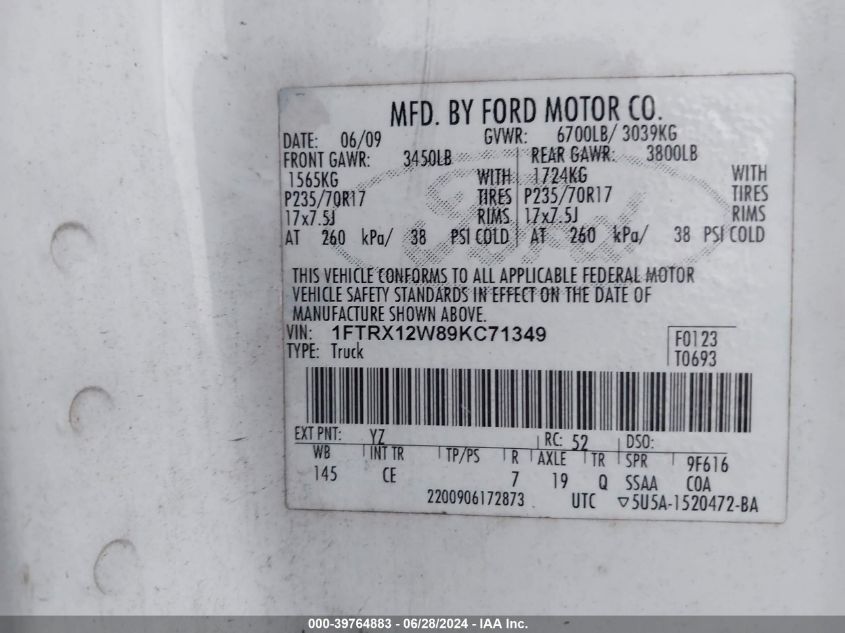 MFD. BY FORD MOTOR CO.
DATE: 06/09 GVWR: 6700LB/ 3039KG
FRONT GAWR: 3450LB REAR GAWR: 3800LB
1565KG WITH 1724KG WITH
P235/70R17 TIRES P235/70R17 TIRES
17x7.5J RIMS 17x7.5J RIMS
AT 260 kPa/ 38 PSI COLD AT 260 kPa/ 38 PSI COLD
Ford
THIS VEHICLE CONFORMS TO ALL APPLICABLE FEDERAL MOTOR
VEHICLE SAFETY STANDARDS IN EFFECT ON THE DATE OF
MANUFACTURE SHOWN ABOVE.
VIN: 1FTRX12W89KC71349 F0123
TYPE: Truck T0693
EXT PNT: YZ RC: 52 DSO:
WB INT TR TP/PS R AXLE TR SPR 9F616
145 CE 7 19 Q SSAA COA
2200906172873 UTC ▽5U5A-1520472-BA
000-39764883 / 06/28/2024 - IAA Inc.